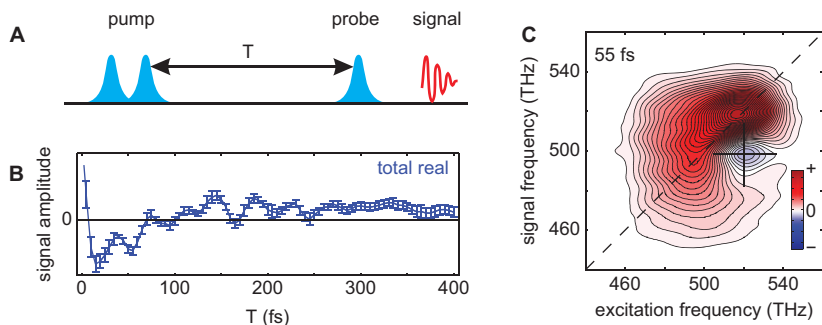 A
pump
probe
signal
T
B
total real
signal amplitude
0
0
100
200
300
400
T (fs)
C
55 fs
signal frequency (THz)
540
500
460
+
0
−
460
500
540
excitation frequency (THz)